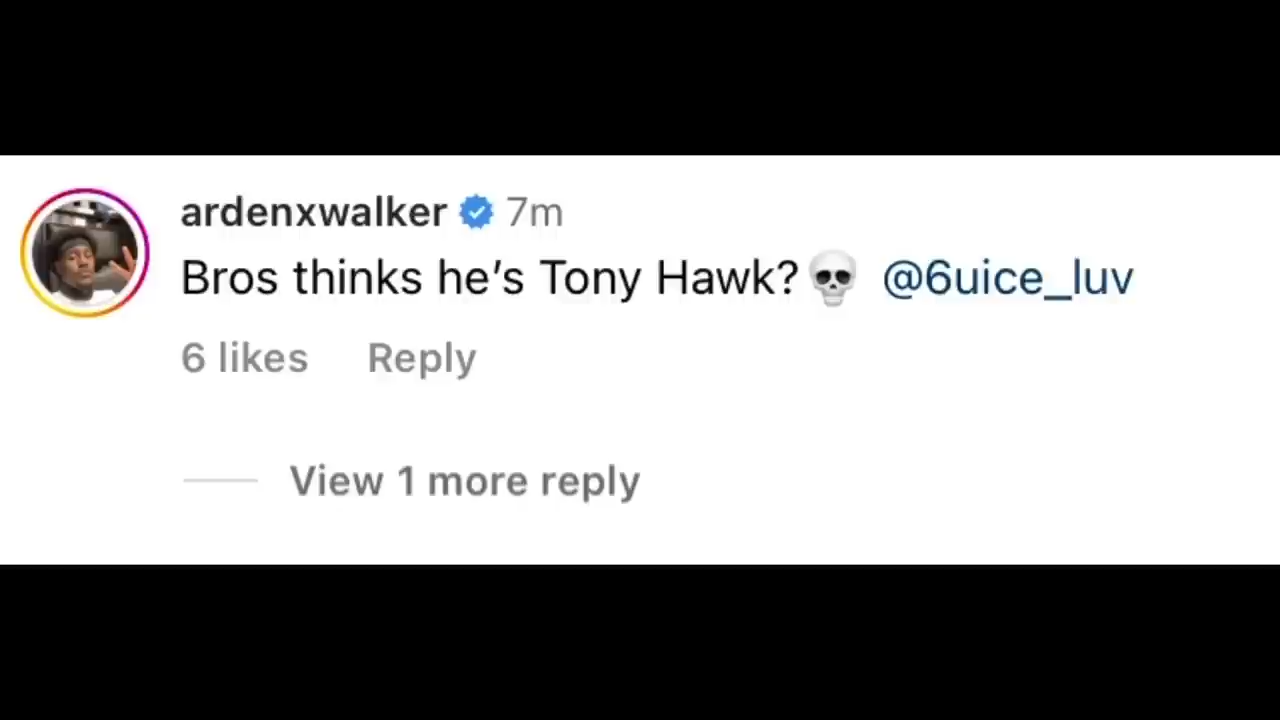 ardenxwalker 7m
Bros thinks he's Tony Hawk?💀 @6uice_luv
6 likes Reply
View 1 more reply